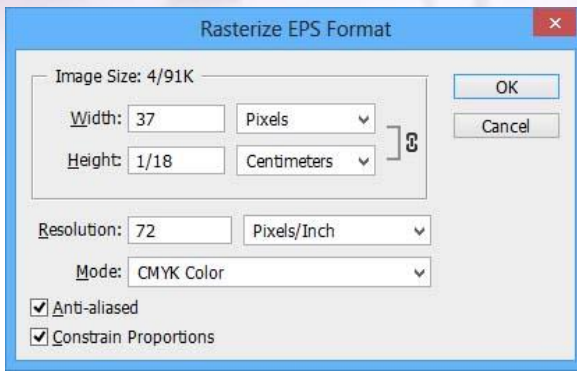 Rasterize EPS Format
Image Size: 4/91K
OK
Width: 37 Pixels
Cancel
Height: 1/18 Centimeters
Resolution: 72 Pixels/Inch
Mode: CMYK Color
Anti-aliased
Constrain Proportions